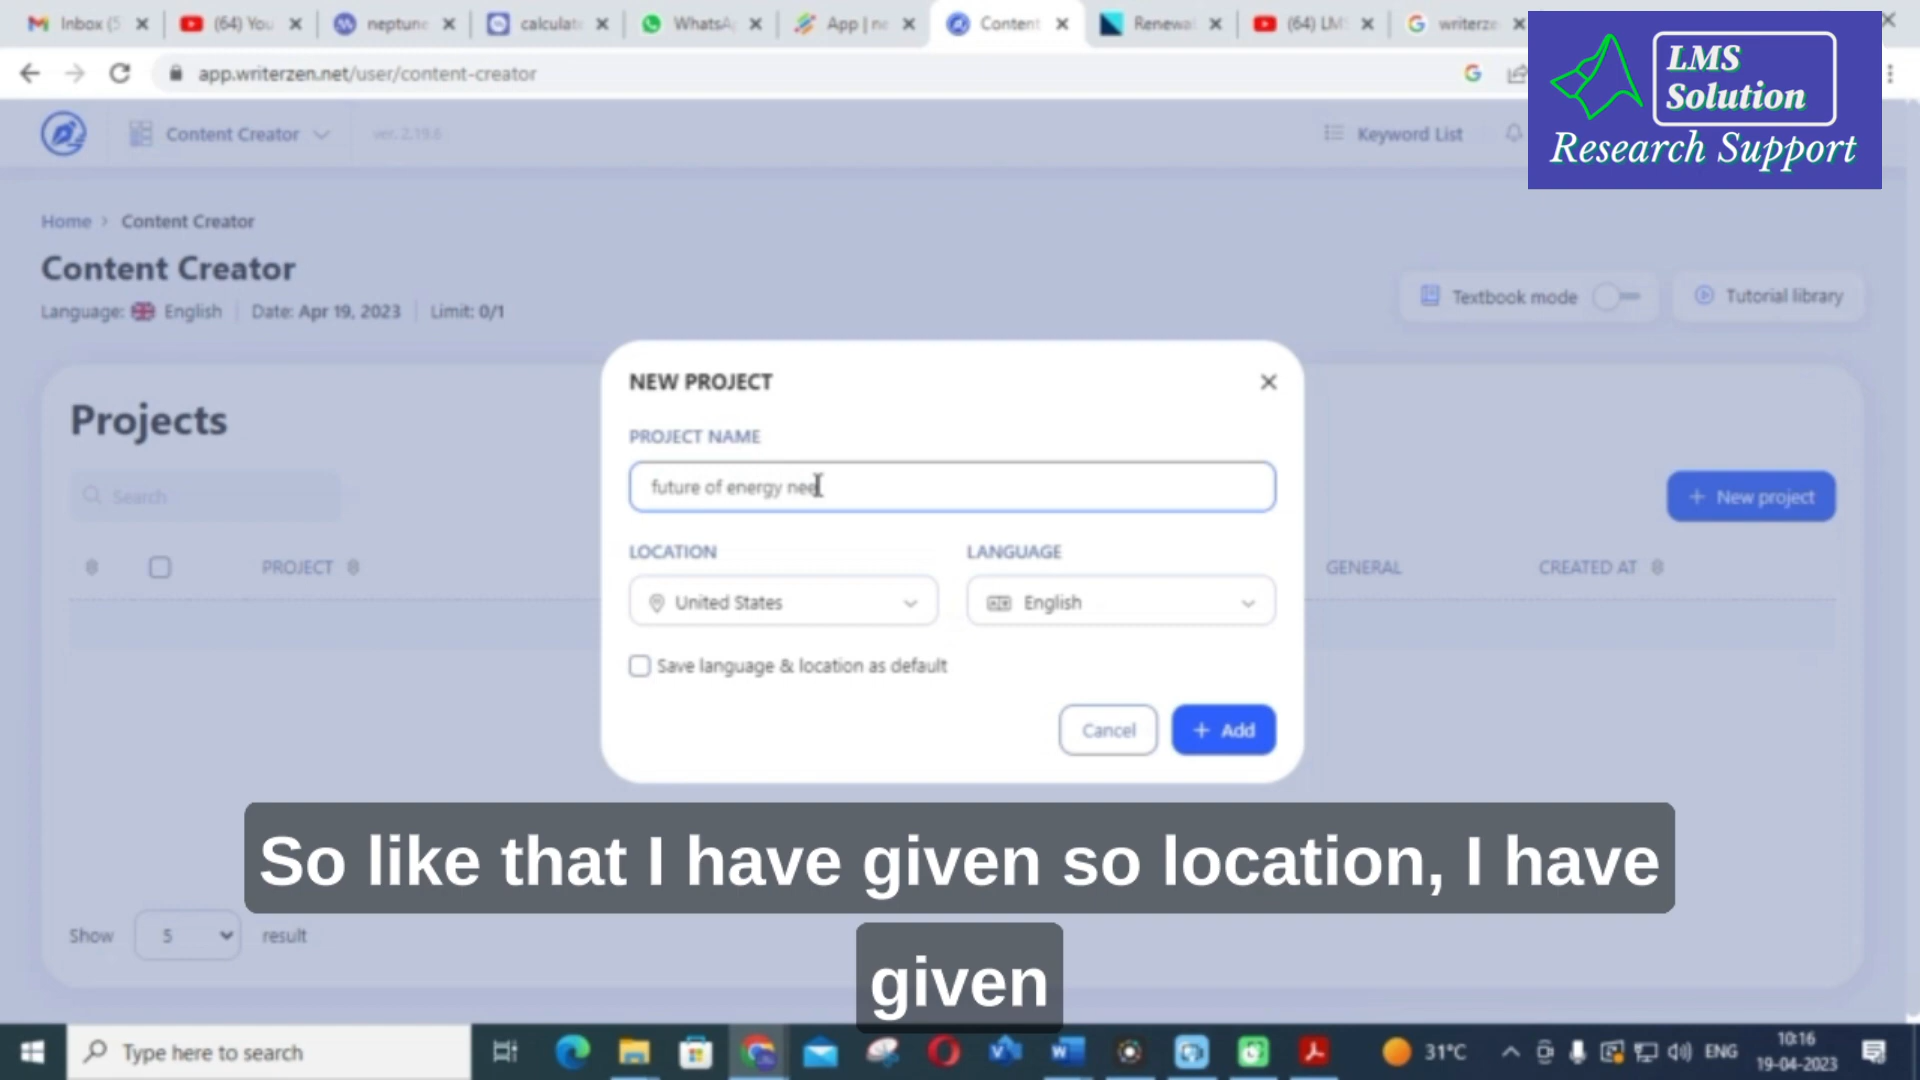 Inbox (5
(64) You
neptune
calculat
WhatsA
App | ne
Content
Renewa
(64) LM
writerze
app.writerzen.net/user/content-creator
LMS
Solution
Research Support
Content Creator
ver. 2.19.6
Keyword List
Home > Content Creator
Content Creator
Language: English | Date: Apr 19, 2023 | Limit: 0/1
Textbook mode
Tutorial library
NEW PROJECT
PROJECT NAME
future of energy nee
LOCATION
LANGUAGE
United States
English
Save language & location as default
Cancel
+ Add
Projects
Search
+ New project
PROJECT
GENERAL
CREATED AT
So like that I have given so location, I have
given
Show 5 result
Type here to search
31°C
ENG
10:16
19-04-2023